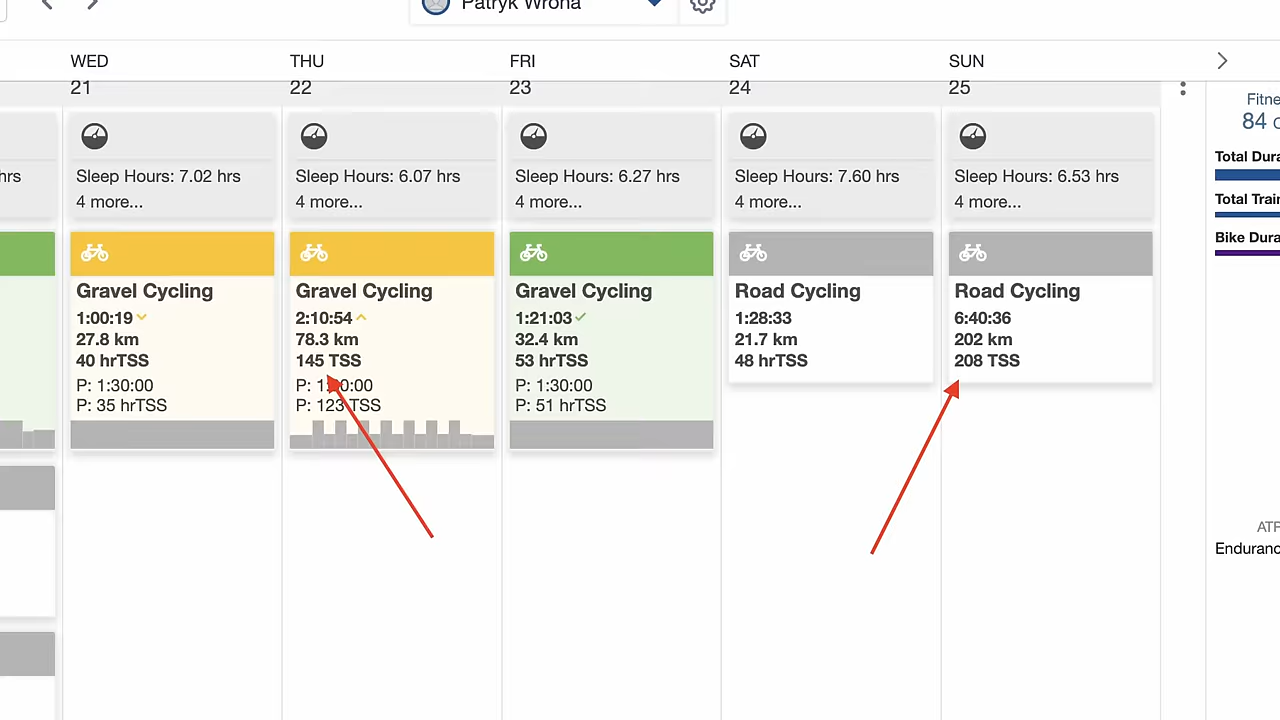 Patryk Wrona
WED
THU
FRI
SAT
SUN
21
22
23
24
25
hrs
Sleep Hours: 7.02 hrs
4 more...
Sleep Hours: 6.07 hrs
4 more...
Sleep Hours: 6.27 hrs
4 more...
Sleep Hours: 7.60 hrs
4 more...
Sleep Hours: 6.53 hrs
4 more...
Gravel Cycling
1:00:19
27.8 km
40 hrTSS
P: 1:30:00
P: 35 hrTSS
Gravel Cycling
2:10:54
78.3 km
145 TSS
P: 123 TSS
Gravel Cycling
1:21:03
32.4 km
53 hrTSS
P: 1:30:00
P: 51 hrTSS
Road Cycling
1:28:33
21.7 km
48 hrTSS
Road Cycling
6:40:36
202 km
208 TSS
Fitne
84
Total Dura
Total Train
Bike Dura
ATP
Enduranc